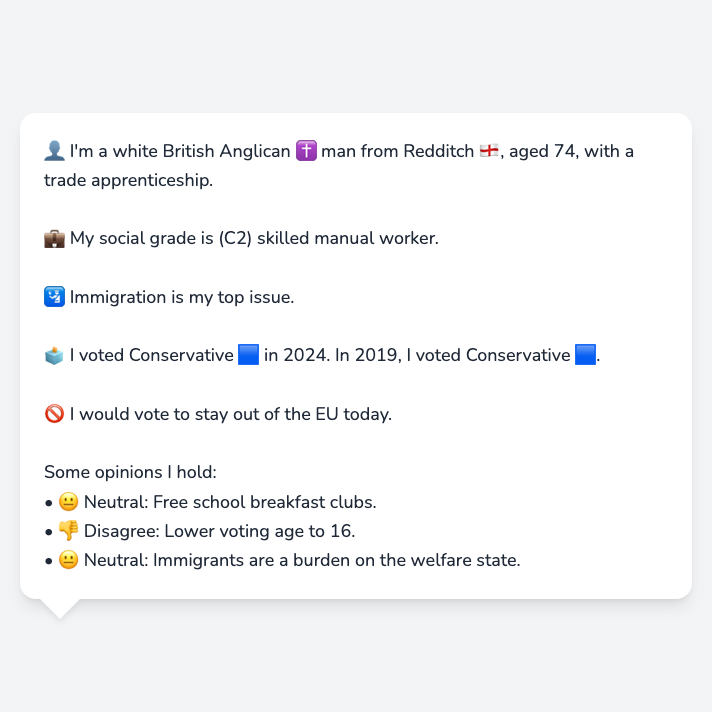 👤 I'm a white British Anglican ✝️ man from Redditch 🏴󠁧󠁢󠁥󠁮󠁧󠁿, aged 74, with a
trade apprenticeship.
💼 My social grade is (C2) skilled manual worker.
🛂 Immigration is my top issue.
🗳️ I voted Conservative 🟦 in 2024. In 2019, I voted Conservative 🟦.
🚫 I would vote to stay out of the EU today.
Some opinions I hold:
• 😐 Neutral: Free school breakfast clubs.
• 👎 Disagree: Lower voting age to 16.
• 😐 Neutral: Immigrants are a burden on the welfare state.